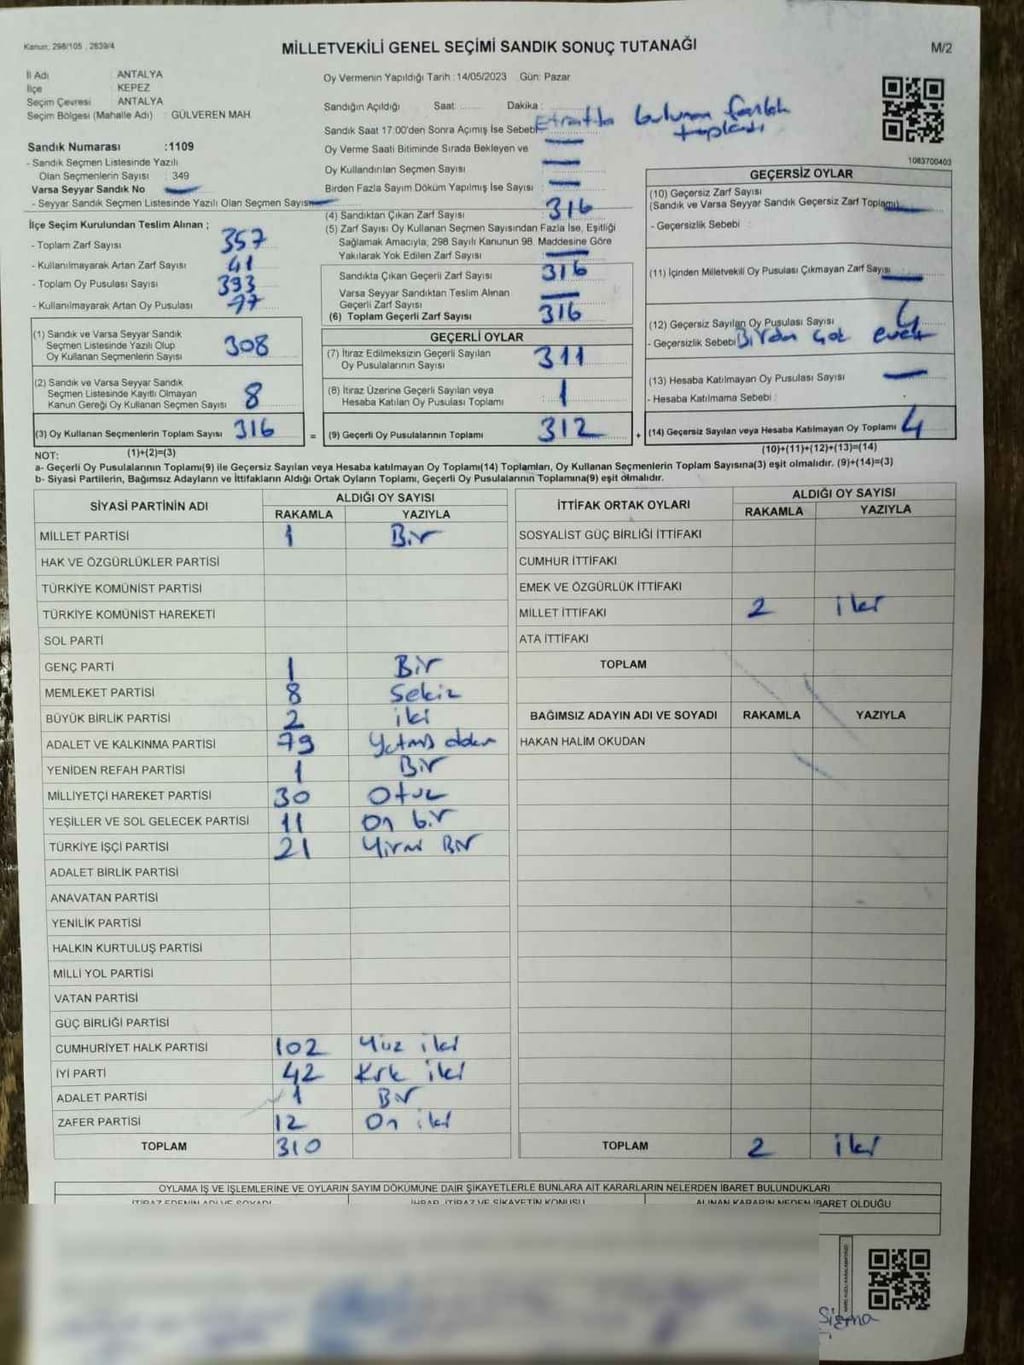 Kanun: 298/105 , 2839/4
MİLLETVEKİLİ GENEL SEÇİMİ SANDIK SONUÇ TUTANAĞI
M/2
İl Adı : ANTALYA
İlçe : KEPEZ
Seçim Çevresi : ANTALYA
Seçim Bölgesi (Mahalle Adı) : GÜLVEREN MAH.
Oy Vermenin Yapıldığı Tarih :14/05/2023 Gün: Pazar
Sandığın Açıldığı Saat ....... Dakika :
Sandık Saat 17:00'den Sonra Açılmış İse Sebebi
bulunan
toplandı
Oy Verme Saati Bitiminde Sırada Bekleyen ve
Oy Kullandırılan Seçmen Sayısı
Birden Fazla Sayım Döküm Yapılmış İse Sayısı
Sandık Numarası :1109
- Sandık Seçmen Listesinde Yazılı
Olan Seçmenlerin Sayısı : 349
Varsa Seyyar Sandık No
- Seyyar Sandık Seçmen Listesinde Yazılı Olan Seçmen Sayısı
İlçe Seçim Kurulundan Teslim Alınan ;
- Toplam Zarf Sayısı 357
- Kullanılmayarak Artan Zarf Sayısı 41
- Toplam Oy Pusulası Sayısı 393
- Kullanılmayarak Artan Oy Pusulası 77
(1) Sandık ve Varsa Seyyar Sandık
Seçmen Listesinde Yazılı Olup
Oy Kullanan Seçmenlerin Sayısı 308
(2) Sandık ve Varsa Seyyar Sandık
Seçmen Listesinde Kayıtlı Olmayan
Kanun Gereği Oy Kullanan Seçmen Sayısı 8
(3) Oy Kullanan Seçmenlerin Toplam Sayısı 316
(1)+(2)=(3)
(4) Sandıktan Çıkan Zarf Sayısı 316
(5) Zarf Sayısı Oy Kullanan Seçmen Sayısından Fazla İse, Eşitliği
Sağlamak Amacıyla, 298 Sayılı Kanunun 98. Maddesine Göre
Yakılarak Yok Edilen Zarf Sayısı
Sandıkta Çıkan Geçerli Zarf Sayısı 316
Varsa Seyyar Sandıktan Teslim Alınan
Geçerli Zarf Sayısı
(6) Toplam Geçerli Zarf Sayısı 316
GEÇERLİ OYLAR
(7) İtiraz Edilmeksizin Geçerli Sayılan
Oy Pusulalarının Sayısı 311
(8) İtiraz Üzerine Geçerli Sayılan veya
Hesaba Katılan Oy Pusulası Toplamı 1
= (9) Geçerli Oy Pusulalarının Toplamı 312
1083700403
GEÇERSİZ OYLAR
(10) Geçersiz Zarf Sayısı
(Sandık ve Varsa Seyyar Sandık Geçersiz Zarf Toplamı)
- Geçersizlik Sebebi :
(11) İçinden Milletvekili Oy Pusulası Çıkmayan Zarf Sayısı
(12) Geçersiz Sayılan Oy Pusulası Sayısı 4
- Geçersizlik Sebebi Birden çok evet
(13) Hesaba Katılmayan Oy Pusulası Sayısı
- Hesaba Katılmama Sebebi :
+ (14) Geçersiz Sayılan veya Hesaba Katılmayan Oy Toplamı 4
(10)+(11)+(12)+(13)=(14)
NOT:
a- Geçerli Oy Pusulalarının Toplamı(9) ile Geçersiz Sayılan veya Hesaba katılmayan Oy Toplamı(14) Toplamları, Oy Kullanan Seçmenlerin Toplam Sayısına(3) eşit olmalıdır. (9)+(14)=(3)
b- Siyasi Partilerin, Bağımsız Adayların ve İttifakların Aldığı Ortak Oyların Toplamı, Geçerli Oy Pusulalarının Toplamına(9) eşit olmalıdır.
SİYASİ PARTİNİN ADI ALDIĞI OY SAYISI
RAKAMLA YAZIYLA
MİLLET PARTİSİ 1 Bir
HAK VE ÖZGÜRLÜKLER PARTİSİ
TÜRKİYE KOMÜNİST PARTİSİ
TÜRKİYE KOMÜNİST HAREKETİ
SOL PARTİ
GENÇ PARTİ 1 Bir
MEMLEKET PARTİSİ 8 Sekiz
BÜYÜK BİRLİK PARTİSİ 2 iki
ADALET VE KALKINMA PARTİSİ 79
YENİDEN REFAH PARTİSİ 1 Bir
MİLLİYETÇİ HAREKET PARTİSİ 30 Otuz
YEŞİLLER VE SOL GELECEK PARTİSİ 11 On bir
TÜRKİYE İŞÇİ PARTİSİ 21 Yirmi Bir
ADALET BİRLİK PARTİSİ
ANAVATAN PARTİSİ
YENİLİK PARTİSİ
HALKIN KURTULUŞ PARTİSİ
MİLLİ YOL PARTİSİ
VATAN PARTİSİ
GÜÇ BİRLİĞİ PARTİSİ
CUMHURİYET HALK PARTİSİ 102 Yüz iki
İYİ PARTİ 42 Kırk iki
ADALET PARTİSİ 1 Bir
ZAFER PARTİSİ 12 On iki
TOPLAM 310
İTTİFAK ORTAK OYLARI ALDIĞI OY SAYISI
RAKAMLA YAZIYLA
SOSYALİST GÜÇ BİRLİĞİ İTTİFAKI
CUMHUR İTTİFAKI
EMEK VE ÖZGÜRLÜK İTTİFAKI
MİLLET İTTİFAKI 2 iki
ATA İTTİFAKI
TOPLAM
BAĞIMSIZ ADAYIN ADI VE SOYADI RAKAMLA YAZIYLA
HAKAN HALİM OKUDAN
TOPLAM 2 iki
OYLAMA İŞ VE İŞLEMLERİNE VE OYLARIN SAYIM DÖKÜMÜNE DAİR ŞİKAYETLERLE BUNLARA AİT KARARLARIN NELERDEN İBARET BULUNDUKLARI
İTİRAZ EDENİN ADI VE SOYADI İHBAR, İTİRAZ VE ŞİKAYETİN KONUSU ALINAN KARARIN NEDEN İBARET OLDUĞU